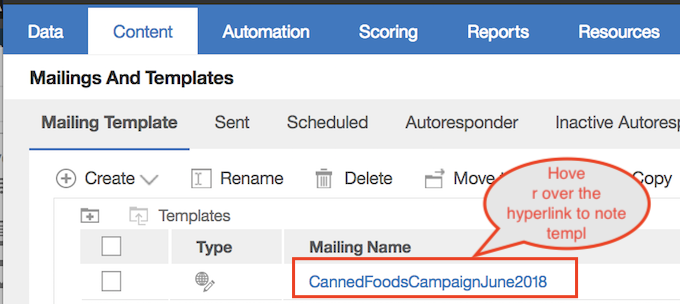 Data Content Automation Scoring Reports Resources
Mailings And Templates
Mailing Template Sent Scheduled Autoresponder Inactive Autoresp
Create Rename Delete Move Copy
Hove
r over the
hyperlink to note
templ
Templates
Type Mailing Name
CannedFoodsCampaignJune2018